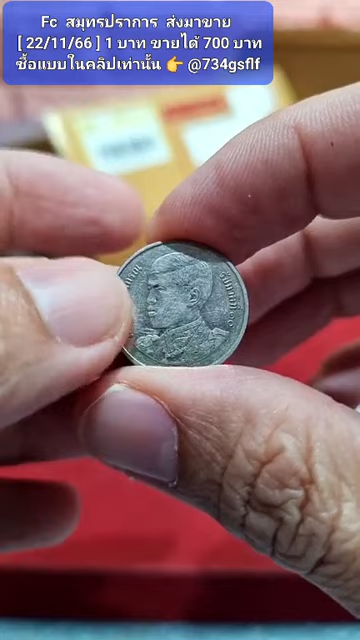 Fc สมุทรปราการ ส่งมาขาย
[ 22/11/66 ] 1 บาท ขายได้ 700 บาท
ซื้อแบบในคลิปเท่านั้น 👉 @734gsflf